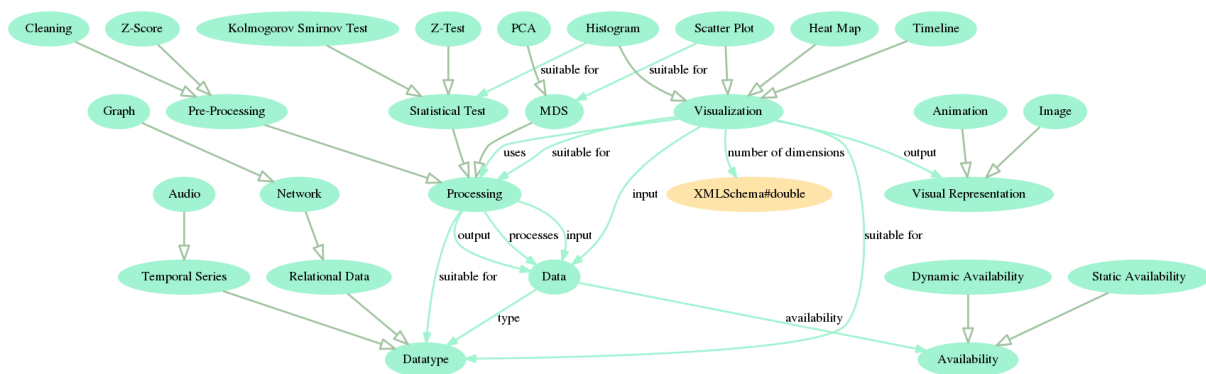 Cleaning
Z-Score
Kolmogorov Smirnov Test
Z-Test
PCA
Histogram
Scatter Plot
Heat Map
Timeline
suitable for
suitable for
Graph
Pre-Processing
Statistical Test
MDS
Visualization
Animation
Image
uses
suitable for
number of dimensions
output
Audio
Network
Processing
input
XMLSchema#double
Visual Representation
output
processes
input
suitable for
Temporal Series
Relational Data
suitable for
Data
Dynamic Availability
Static Availability
type
availability
Datatype
Availability